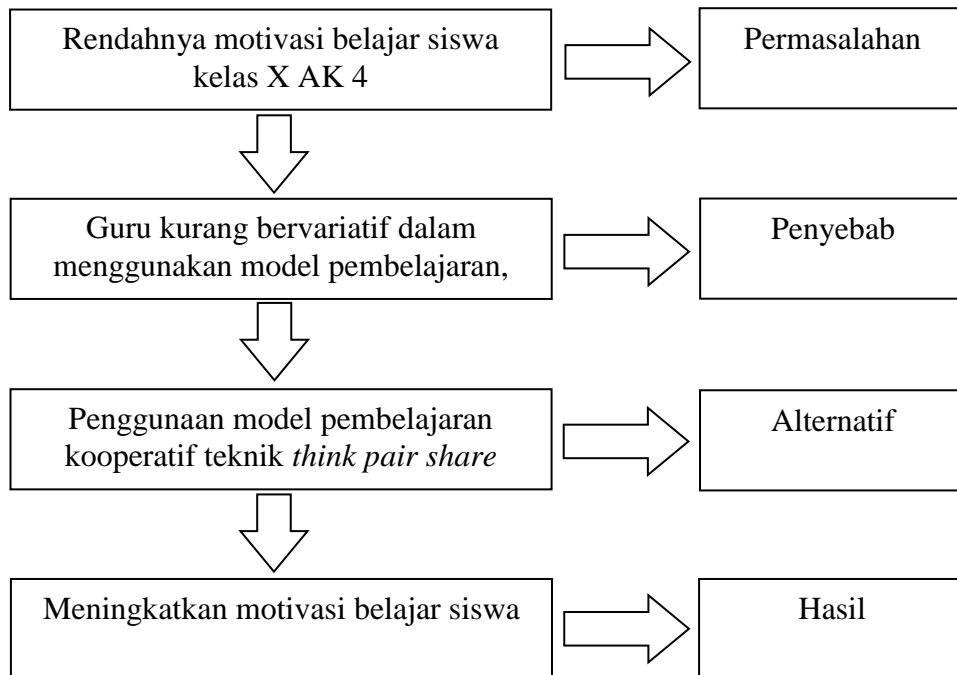 Rendahnya motivasi belajar siswa
kelas X AK 4
Permasalahan
Guru kurang bervariatif dalam
menggunakan model pembelajaran,
Penyebab
Penggunaan model pembelajaran
kooperatif teknik think pair share
Alternatif
Meningkatkan motivasi belajar siswa
Hasil